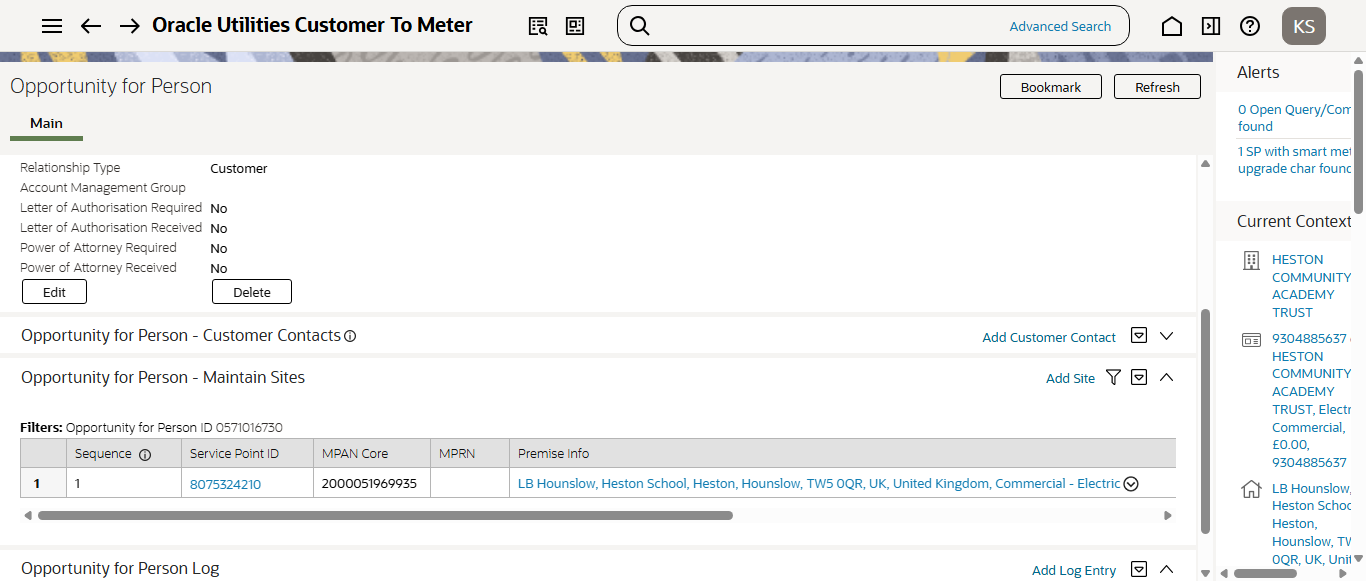 Oracle Utilities Customer To Meter
Advanced Search
KS
Opportunity for Person
Bookmark
Refresh
Main
Relationship Type Customer
Account Management Group
Letter of Authorisation Required No
Letter of Authorisation Received No
Power of Attorney Required No
Power of Attorney Received No
Edit Delete
Opportunity for Person - Customer Contacts
Add Customer Contact
Opportunity for Person - Maintain Sites
Add Site
Filters: Opportunity for Person ID 0571016730
Sequence Service Point ID MPAN Core MPRN Premise Info
1 1 8075324210 2000051969935 LB Hounslow, Heston School, Heston, Hounslow, TW5 0QR, UK, United Kingdom, Commercial - Electric
Opportunity for Person Log
Add Log Entry
Alerts
0 Open Query/Com
found
1 SP with smart met
upgrade char found
Current Context
HESTON
COMMUNITY
ACADEMY
TRUST
9304885637
HESTON
COMMUNITY
ACADEMY
TRUST, Electr
Commercial,
£0.00,
9304885637
LB Hounslow,
Heston Schoo
Heston,
Hounslow, TW
0QR, UK, Unit